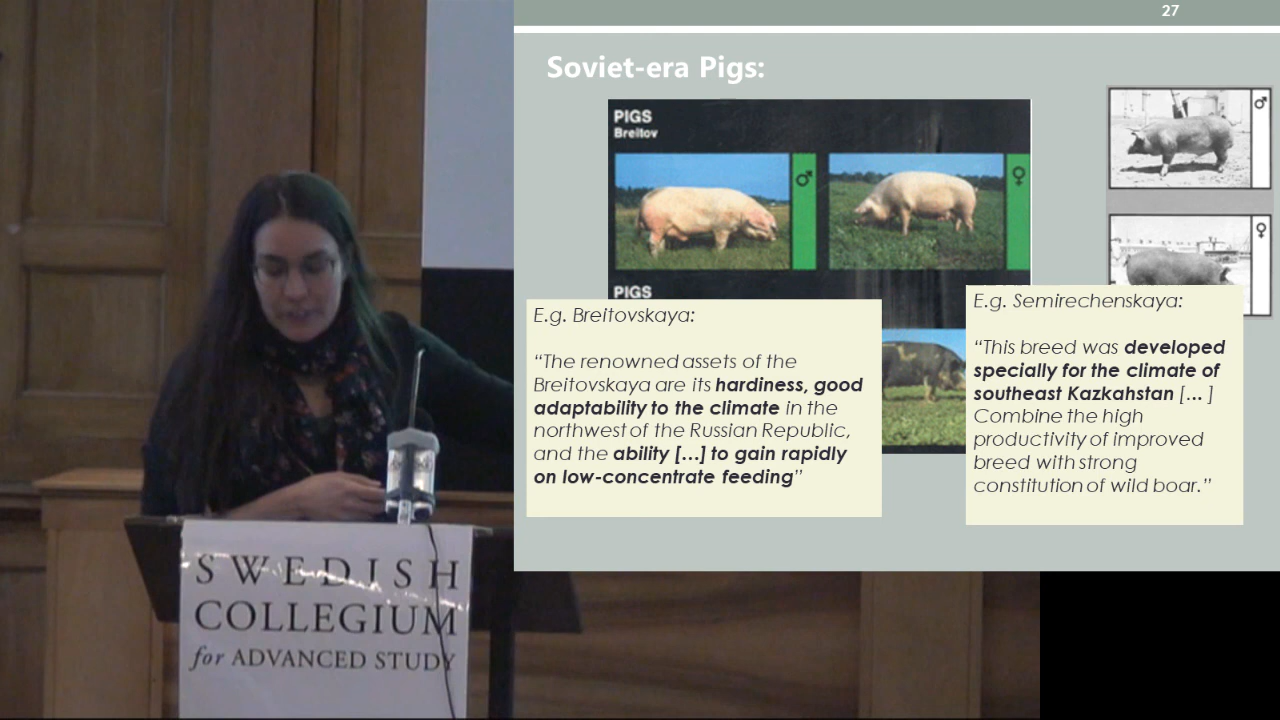 27
Soviet-era Pigs:
PIGS
Breitov
♂
♀
♂
♀
PIGS
E.g. Breitovskaya:
“The renowned assets of the
Breitovskaya are its hardiness, good
adaptability to the climate in the
northwest of the Russian Republic,
and the ability [...] to gain rapidly
on low-concentrate feeding”
E.g. Semirechenskaya:
“This breed was developed
specially for the climate of
southeast Kazkahstan [... ]
Combine the high
productivity of improved
breed with strong
constitution of wild boar.”
SWEDISH
COLLEGIUM
for ADVANCED STUDY